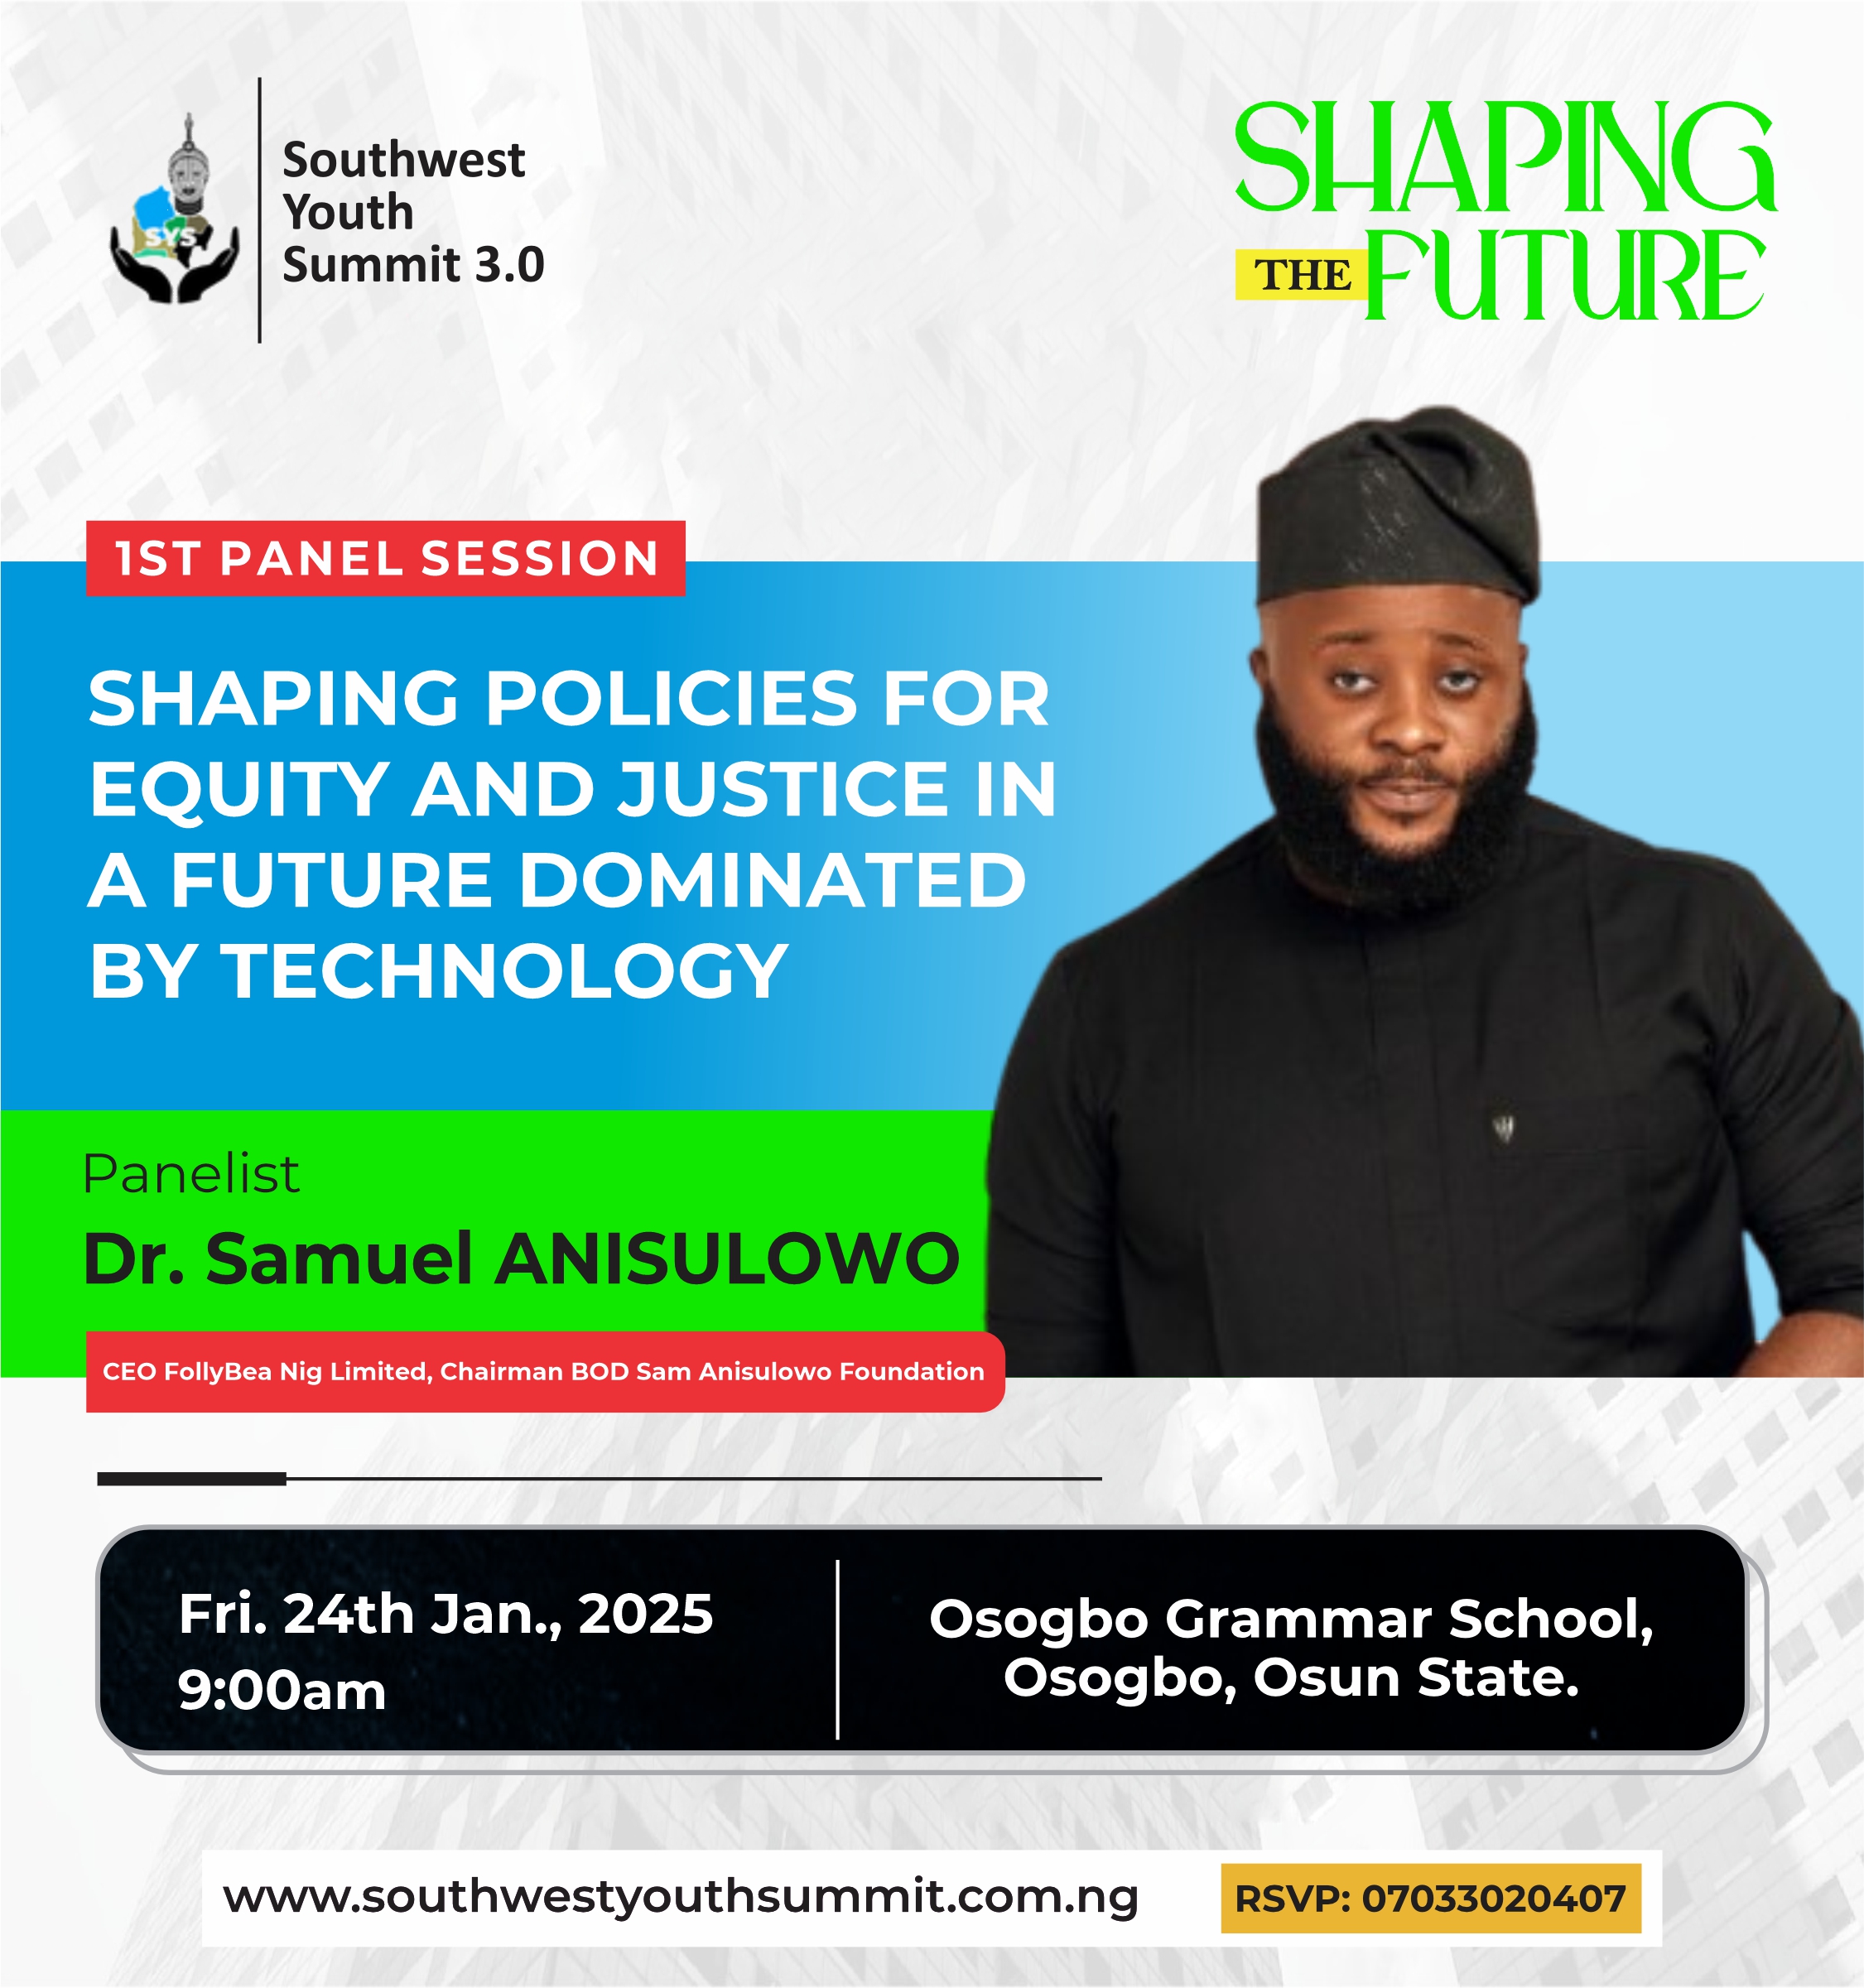 Southwest
Youth
Summit 3.0
SYS
SHAPING
THE FUTURE
1ST PANEL SESSION
SHAPING POLICIES FOR
EQUITY AND JUSTICE IN
A FUTURE DOMINATED
BY TECHNOLOGY
Panelist
Dr. Samuel ANISULOWO
CEO FollyBea Nig Limited, Chairman BOD Sam Anisulowo Foundation
Fri. 24th Jan., 2025
9:00am
Osogbo Grammar School,
Osogbo, Osun State.
www.southwestyouthsummit.com.ng
RSVP: 07033020407